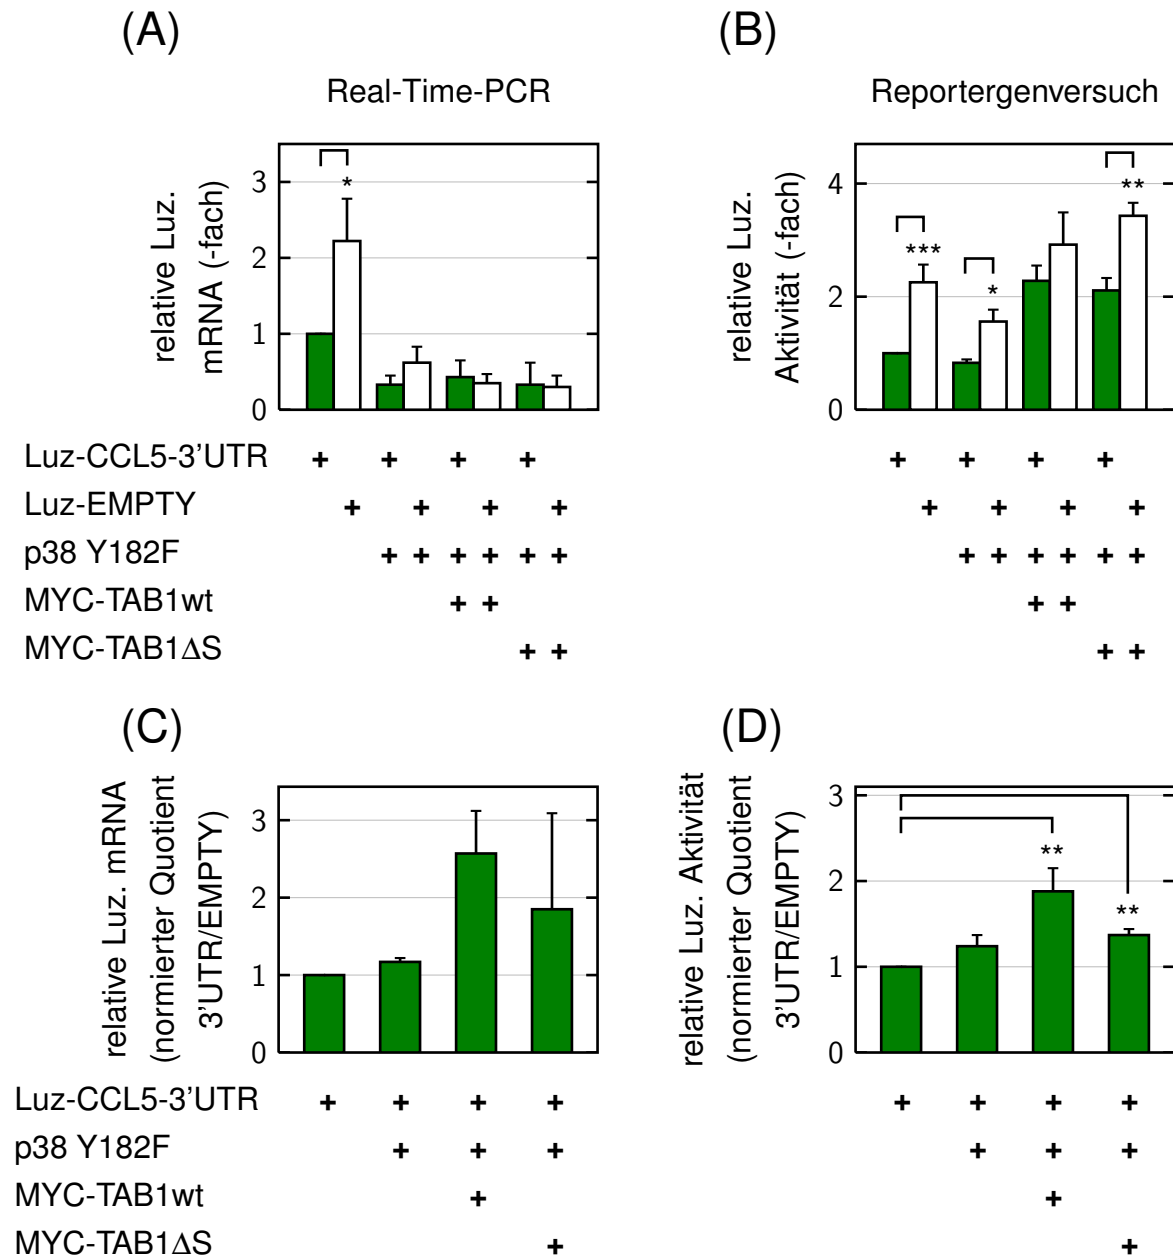 (A)
(B)
Real-Time-PCR
Reportergenversuch
relative Luz.
mRNA (-fach)
3
2
1
0
*
relative Luz.
Aktivität (-fach)
4
2
0
***
*
**
Luz-CCL5-3’UTR + + + + + + + +
Luz-EMPTY + + + + + + + +
p38 Y182F + + + + + + + + + + + +
MYC-TAB1wt + + + +
MYC-TAB1ΔS + + + +
(C)
(D)
relative Luz. mRNA
(normierter Quotient
3’UTR/EMPTY)
3
2
1
0
relative Luz. Aktivität
(normierter Quotient
3’UTR/EMPTY)
3
2
1
0
**
**
Luz-CCL5-3’UTR + + + + + + + +
p38 Y182F + + + + + +
MYC-TAB1wt + +
MYC-TAB1ΔS + +